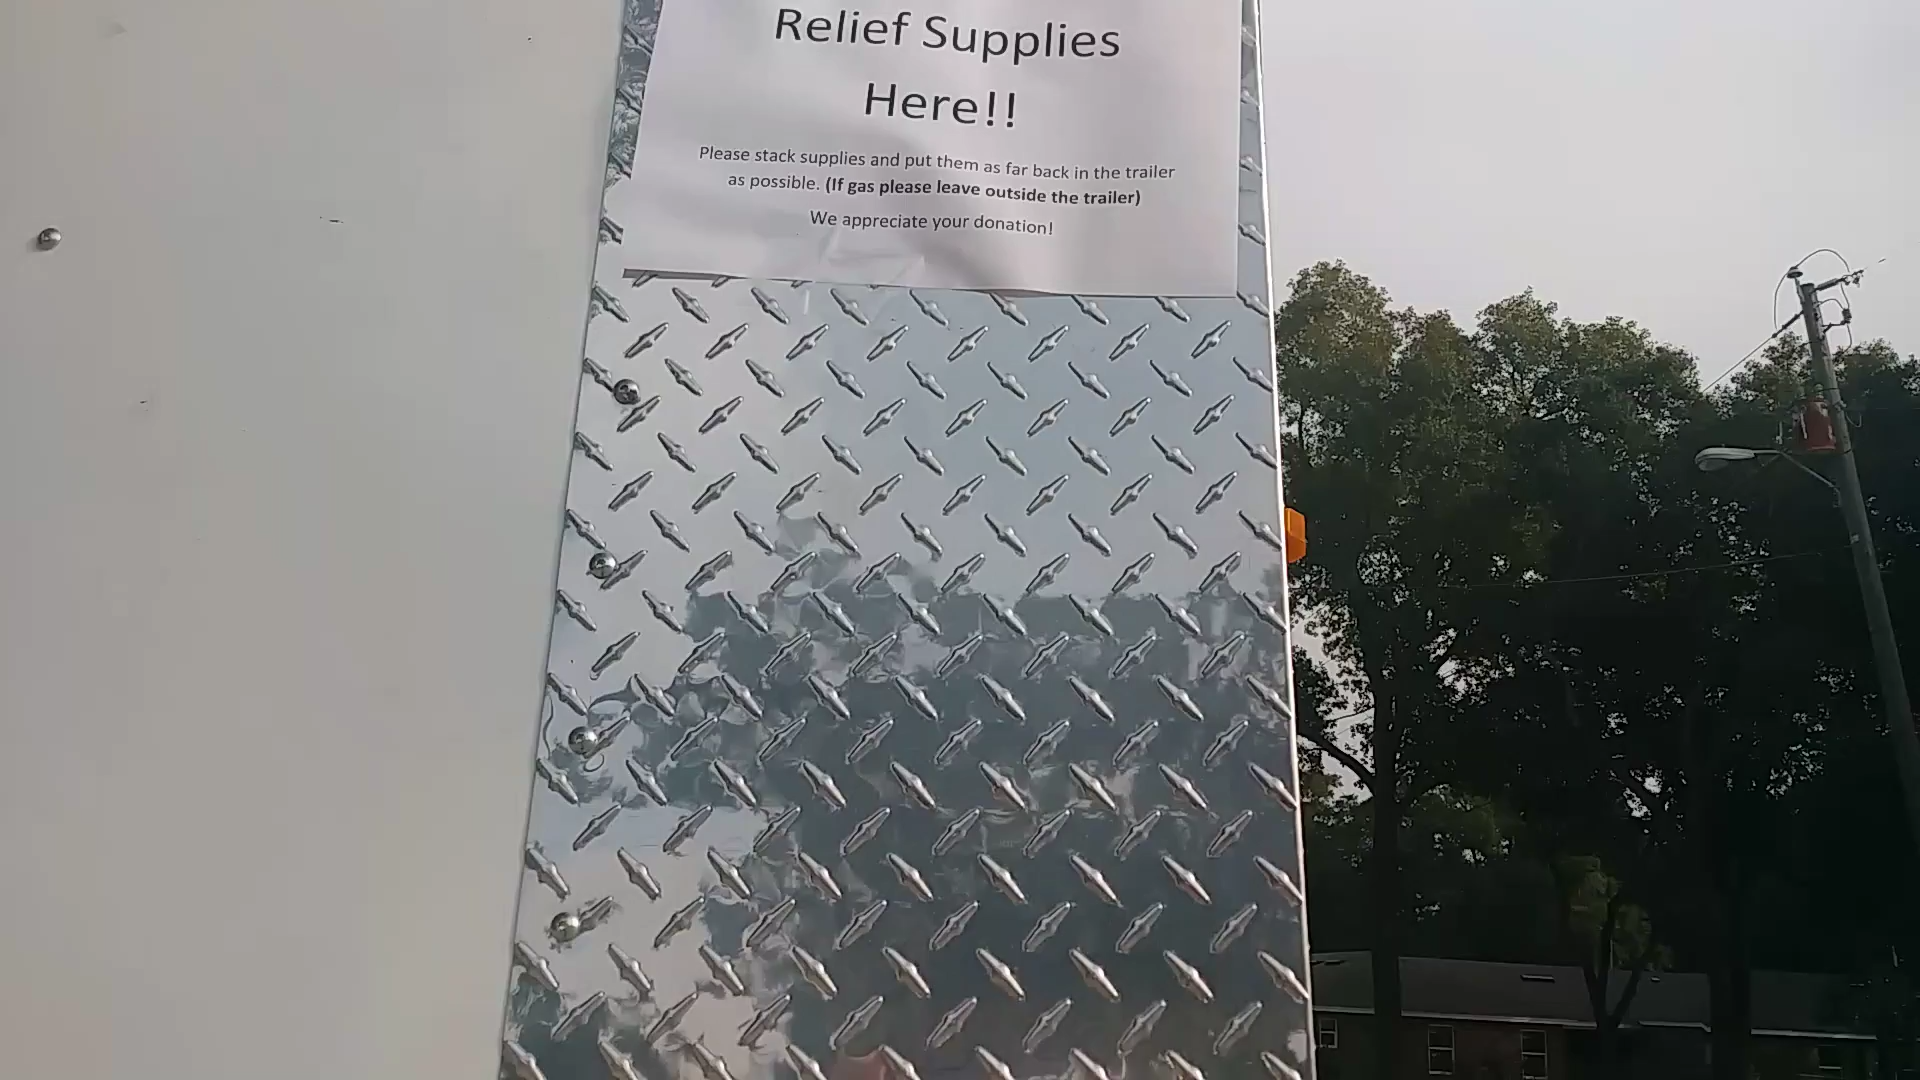 Relief Supplies
Here!!
Please stack supplies and put them as far back in the trailer
as possible. (If gas please leave outside the trailer)
We appreciate your donation!